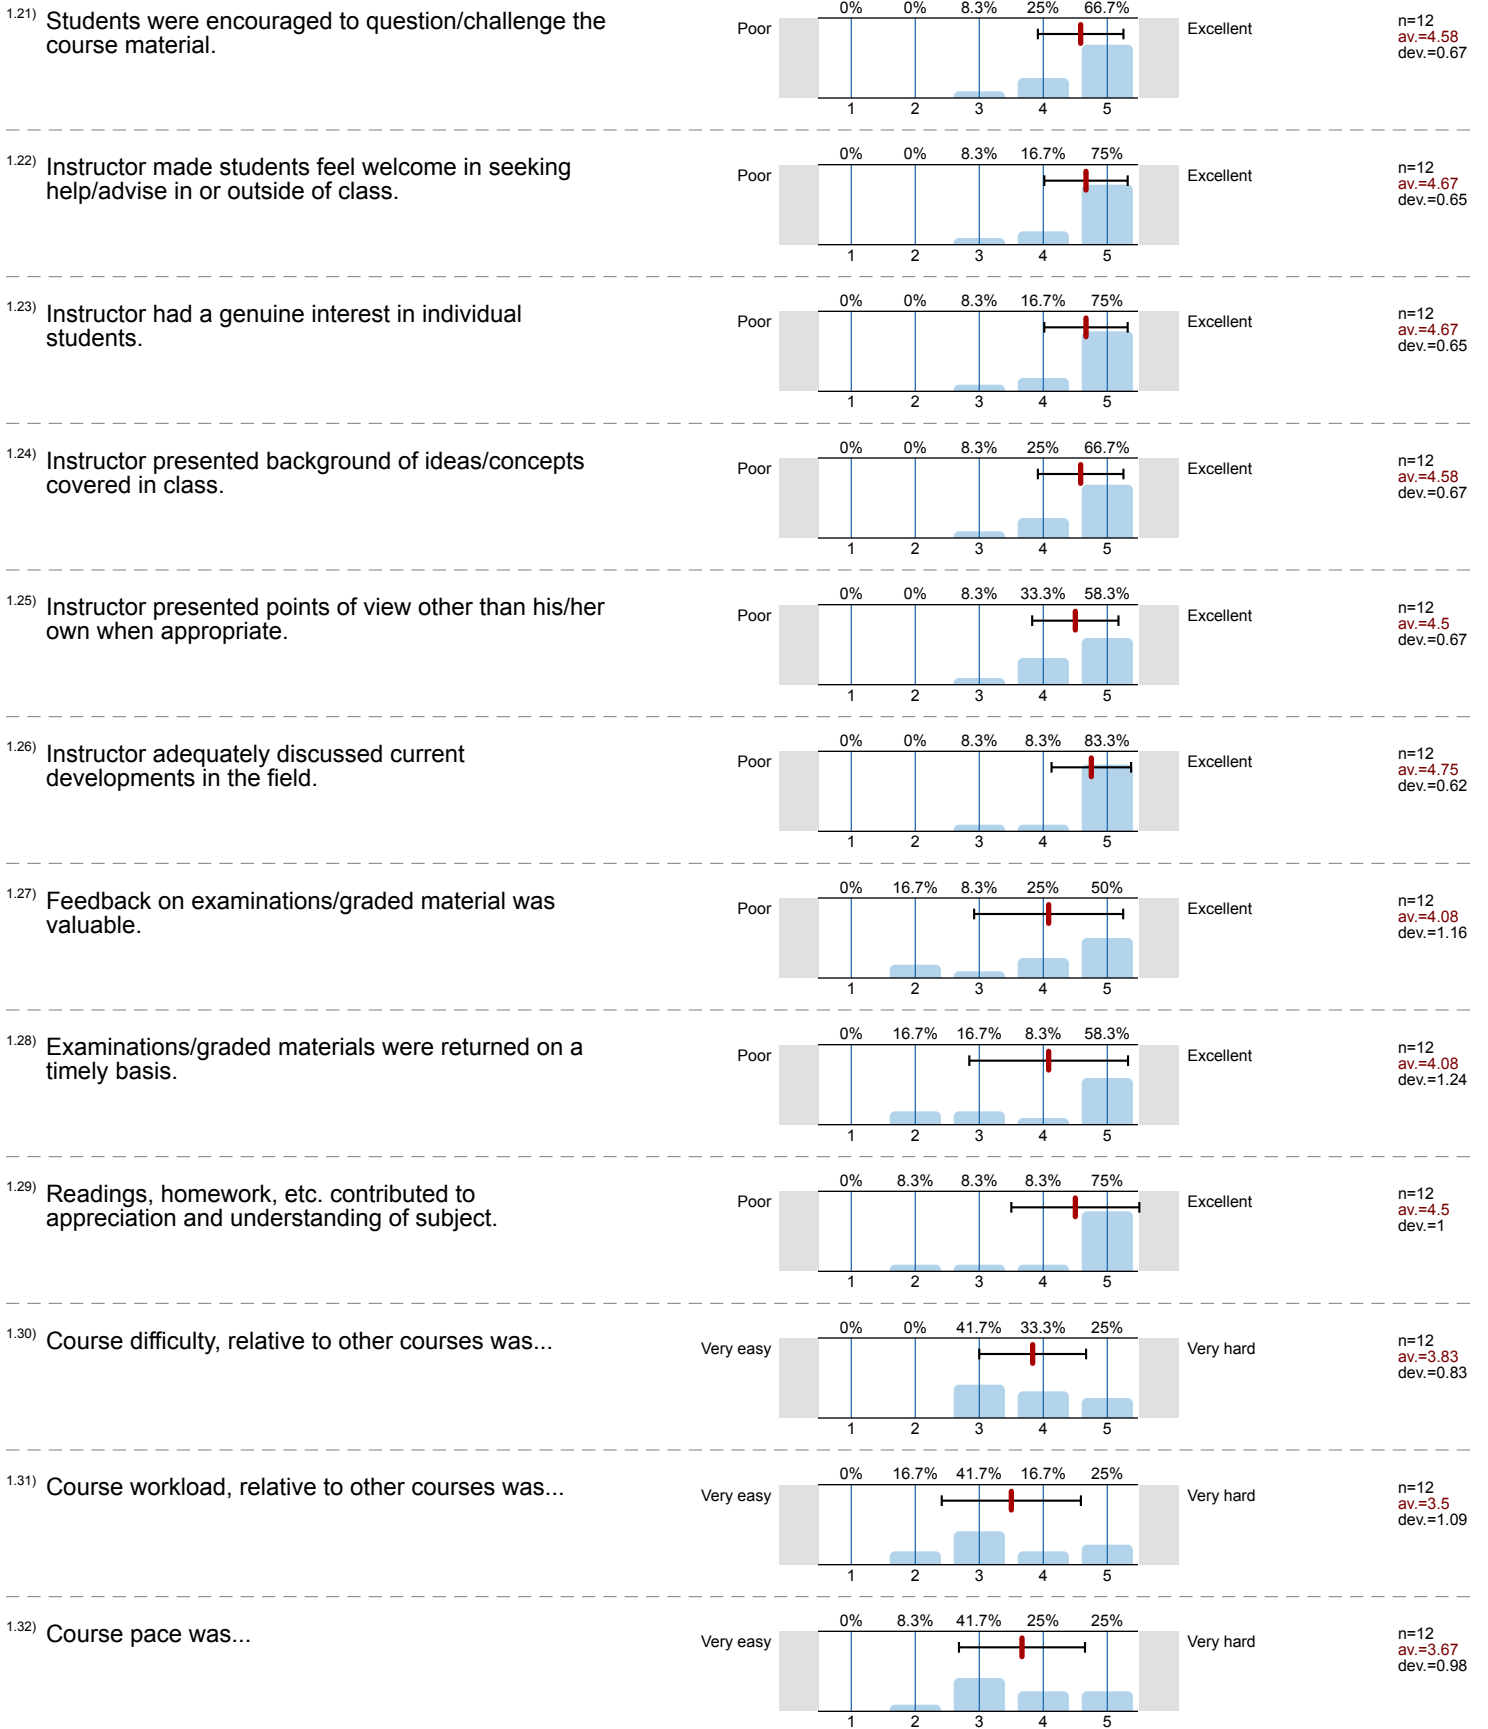 1.21) Students were encouraged to question/challenge the
course material.
0% 0% 8.3% 25% 66.7%
Poor Excellent
1 2 3 4 5
n=12
av.=4.58
dev.=0.67
1.22) Instructor made students feel welcome in seeking
help/advise in or outside of class.
0% 0% 8.3% 16.7% 75%
Poor Excellent
1 2 3 4 5
n=12
av.=4.67
dev.=0.65
1.23) Instructor had a genuine interest in individual
students.
0% 0% 8.3% 16.7% 75%
Poor Excellent
1 2 3 4 5
n=12
av.=4.67
dev.=0.65
1.24) Instructor presented background of ideas/concepts
covered in class.
0% 0% 8.3% 25% 66.7%
Poor Excellent
1 2 3 4 5
n=12
av.=4.58
dev.=0.67
1.25) Instructor presented points of view other than his/her
own when appropriate.
0% 0% 8.3% 33.3% 58.3%
Poor Excellent
1 2 3 4 5
n=12
av.=4.5
dev.=0.67
1.26) Instructor adequately discussed current
developments in the field.
0% 0% 8.3% 8.3% 83.3%
Poor Excellent
1 2 3 4 5
n=12
av.=4.75
dev.=0.62
1.27) Feedback on examinations/graded material was
valuable.
0% 16.7% 8.3% 25% 50%
Poor Excellent
1 2 3 4 5
n=12
av.=4.08
dev.=1.16
1.28) Examinations/graded materials were returned on a
timely basis.
0% 16.7% 16.7% 8.3% 58.3%
Poor Excellent
1 2 3 4 5
n=12
av.=4.08
dev.=1.24
1.29) Readings, homework, etc. contributed to
appreciation and understanding of subject.
0% 8.3% 8.3% 8.3% 75%
Poor Excellent
1 2 3 4 5
n=12
av.=4.5
dev.=1
1.30) Course difficulty, relative to other courses was...
0% 0% 41.7% 33.3% 25%
Very easy Very hard
1 2 3 4 5
n=12
av.=3.83
dev.=0.83
1.31) Course workload, relative to other courses was...
0% 16.7% 41.7% 16.7% 25%
Very easy Very hard
1 2 3 4 5
n=12
av.=3.5
dev.=1.09
1.32) Course pace was...
0% 8.3% 41.7% 25% 25%
Very easy Very hard
1 2 3 4 5
n=12
av.=3.67
dev.=0.98